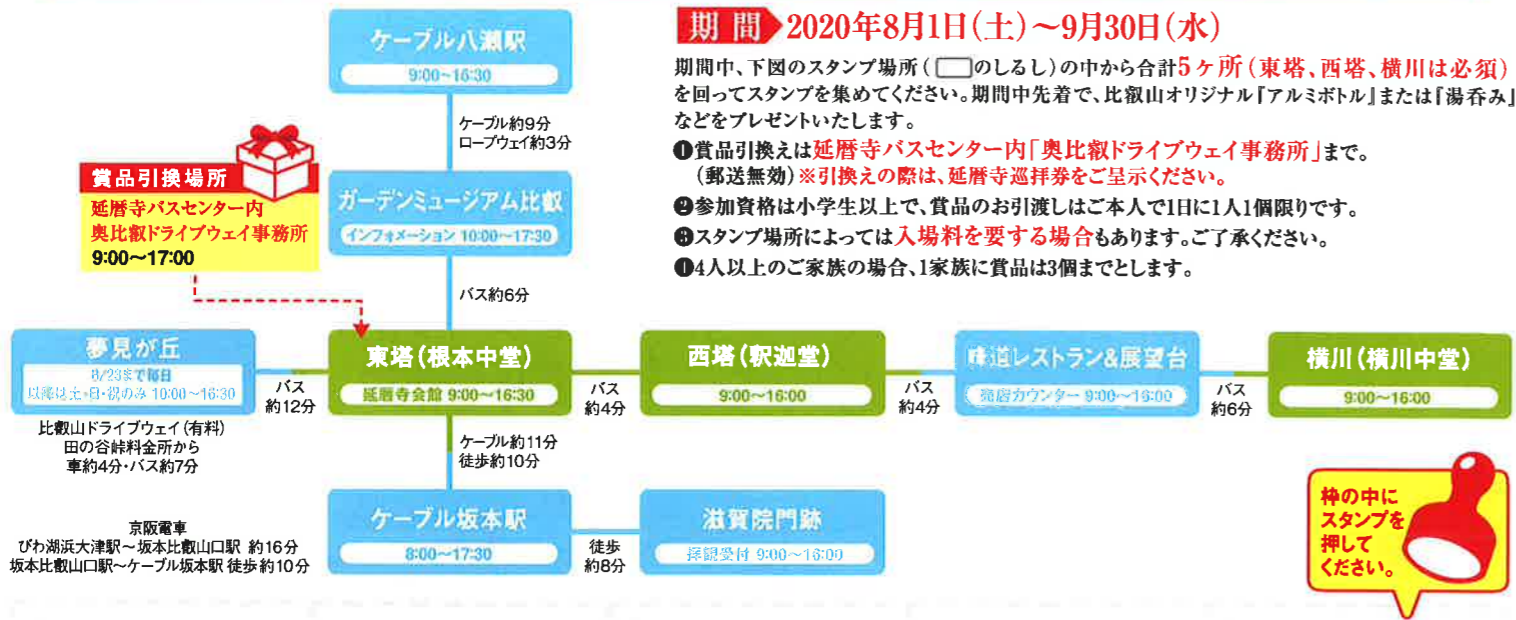 期間 2020年8月1日(土)～9月30日(水)
期間中、下図のスタンプ場所(□のしるし)の中から合計5ヶ所(東塔、西塔、横川は必須)
を回ってスタンプを集めてください。期間中先着で、比叡山オリジナル『アルミボトル』または『湯呑み』
などをプレゼントいたします。
❶賞品引換えは延暦寺バスセンター内「奥比叡ドライブウェイ事務所」まで。
(郵送無効)※引換えの際は、延暦寺巡拝券をご呈示ください。
❷参加資格は小学生以上で、賞品のお引渡しはご本人で1日に1人1個限りです。
❸スタンプ場所によっては入場料を要する場合もあります。ご了承ください。
❶4人以上のご家族の場合、1家族に賞品は3個までとします。
ケーブル八瀬駅
9:00～16:30
ケーブル約9分
ロープウェイ約3分
賞品引換場所
延暦寺バスセンター内
奥比叡ドライブウェイ事務所
9:00～17:00
ガーデンミュージアム比叡
インフォメーション 10:00～17:30
バス約6分
夢見が丘
8/23まで毎日
以降は土・日・祝のみ 10:00～16:30
バス
約12分
東塔(根本中堂)
延暦寺会館 9:00～16:30
バス
約4分
西塔(釈迦堂)
9:00～16:00
バス
約4分
峰道レストラン&展望台
売店カウンター 9:00～16:00
バス
約6分
横川(横川中堂)
9:00～16:00
比叡山ドライブウェイ(有料)
田の谷峠料金所から
車約4分・バス約7分
ケーブル約11分
徒歩約10分
京阪電車
びわ湖浜大津駅～坂本比叡山口駅 約16分
坂本比叡山口駅～ケーブル坂本駅 徒歩約10分
ケーブル坂本駅
8:00～17:30
徒歩
約8分
滋賀院門跡
拝観受付 9:00～16:00
枠の中に
スタンプを
押して
ください。